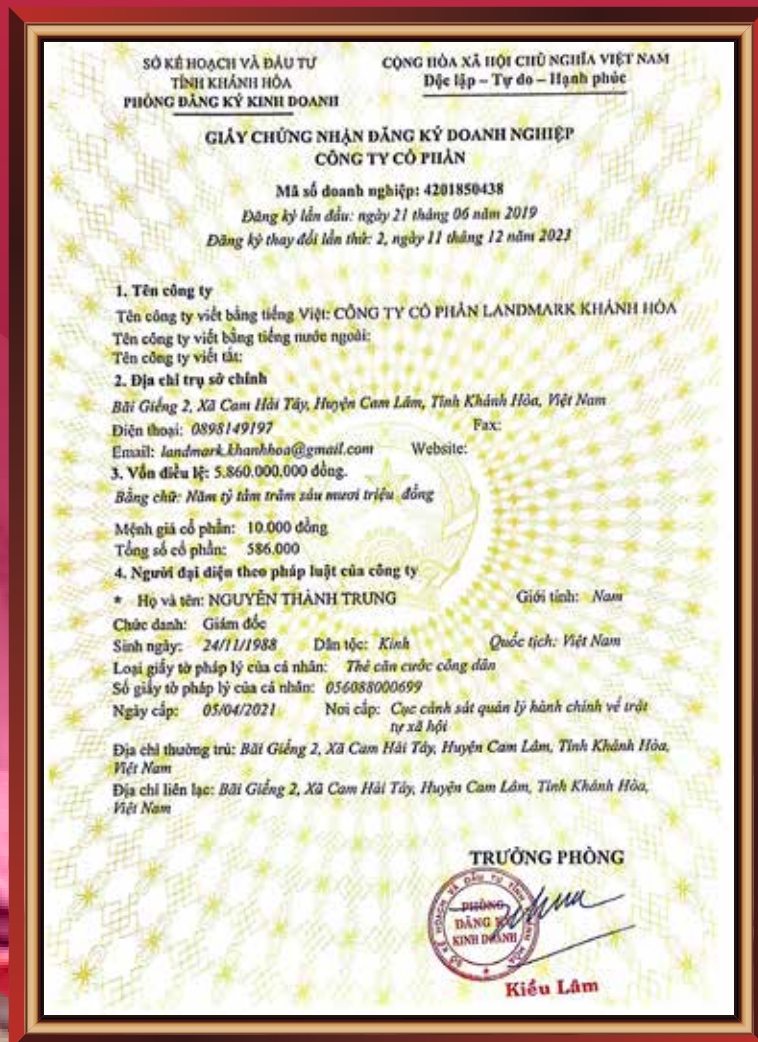 SỞ KẾ HOẠCH VÀ ĐẦU TƯ
TỈNH KHÁNH HÒA
PHÒNG ĐĂNG KÝ KINH DOANH
CỘNG HÒA XÃ HỘI CHỦ NGHĨA VIỆT NAM
Độc lập – Tự do – Hạnh phúc
GIẤY CHỨNG NHẬN ĐĂNG KÝ DOANH NGHIỆP
CÔNG TY CỔ PHẦN
Mã số doanh nghiệp: 4201850438
Đăng ký lần đầu: ngày 21 tháng 06 năm 2019
Đăng ký thay đổi lần thứ: 2, ngày 11 tháng 12 năm 2023
1. Tên công ty
Tên công ty viết bằng tiếng Việt: CÔNG TY CỔ PHẦN LANDMARK KHÁNH HÒA
Tên công ty viết bằng tiếng nước ngoài:
Tên công ty viết tắt:
2. Địa chỉ trụ sở chính
Bãi Giếng 2, Xã Cam Hải Tây, Huyện Cam Lâm, Tỉnh Khánh Hòa, Việt Nam
Điện thoại: 0898149197 Fax:
Email: landmark.khanhhoa@gmail.com Website:
3. Vốn điều lệ: 5.860.000.000 đồng.
Bằng chữ: Năm tỷ tám trăm sáu mươi triệu đồng
Mệnh giá cổ phần: 10.000 đồng
Tổng số cổ phần: 586.000
4. Người đại diện theo pháp luật của công ty
* Họ và tên: NGUYỄN THÀNH TRUNG Giới tính: Nam
Chức danh: Giám đốc
Sinh ngày: 24/11/1988 Dân tộc: Kinh Quốc tịch: Việt Nam
Loại giấy tờ pháp lý của cá nhân: Thẻ căn cước công dân
Số giấy tờ pháp lý của cá nhân: 056088000699
Ngày cấp: 05/04/2021 Nơi cấp: Cục cảnh sát quản lý hành chính về trật
tự xã hội
Địa chỉ thường trú: Bãi Giếng 2, Xã Cam Hải Tây, Huyện Cam Lâm, Tỉnh Khánh Hòa,
Việt Nam
Địa chỉ liên lạc: Bãi Giếng 2, Xã Cam Hải Tây, Huyện Cam Lâm, Tỉnh Khánh Hòa,
Việt Nam
TRƯỞNG PHÒNG
SỞ KẾ HOẠCH VÀ ĐẦU TƯ TỈNH KHÁNH HÒA
PHÒNG
ĐĂNG KÝ
KINH DOANH
Kiều Lâm